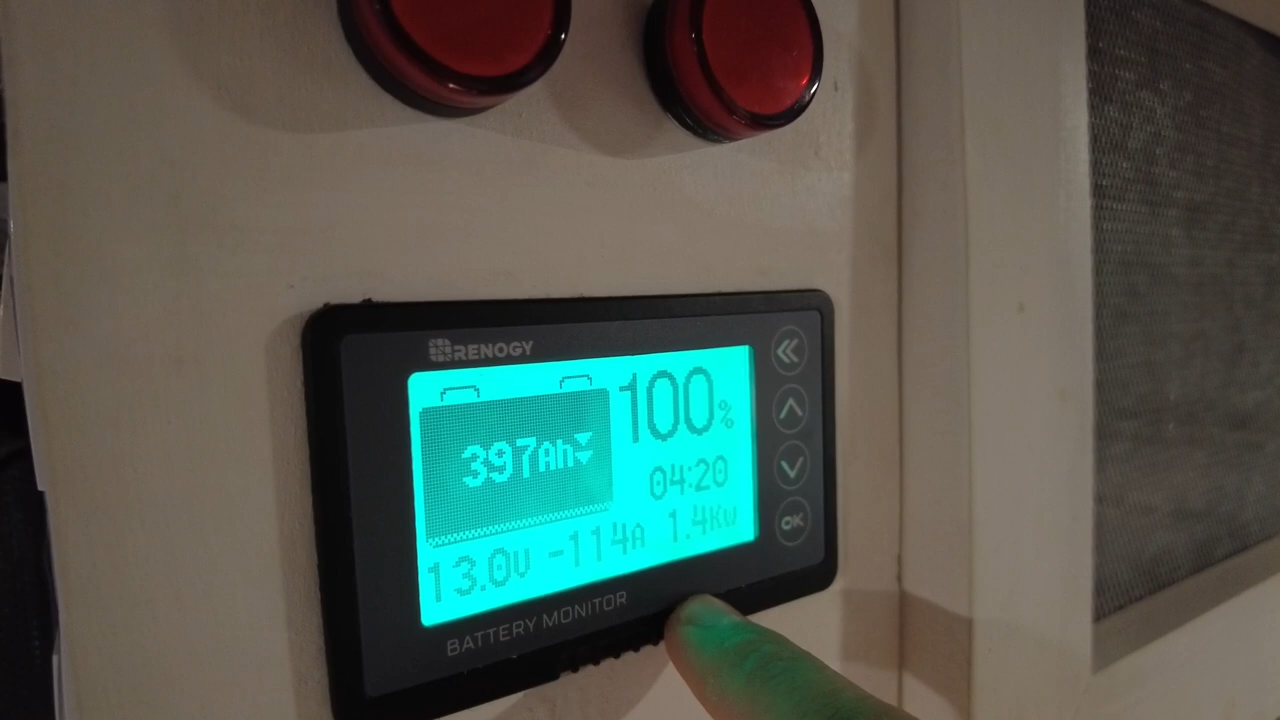 RENOGY
100%
397Ah
04:20
13.0V -114A 1.4Kw
OK
BATTERY MONITOR